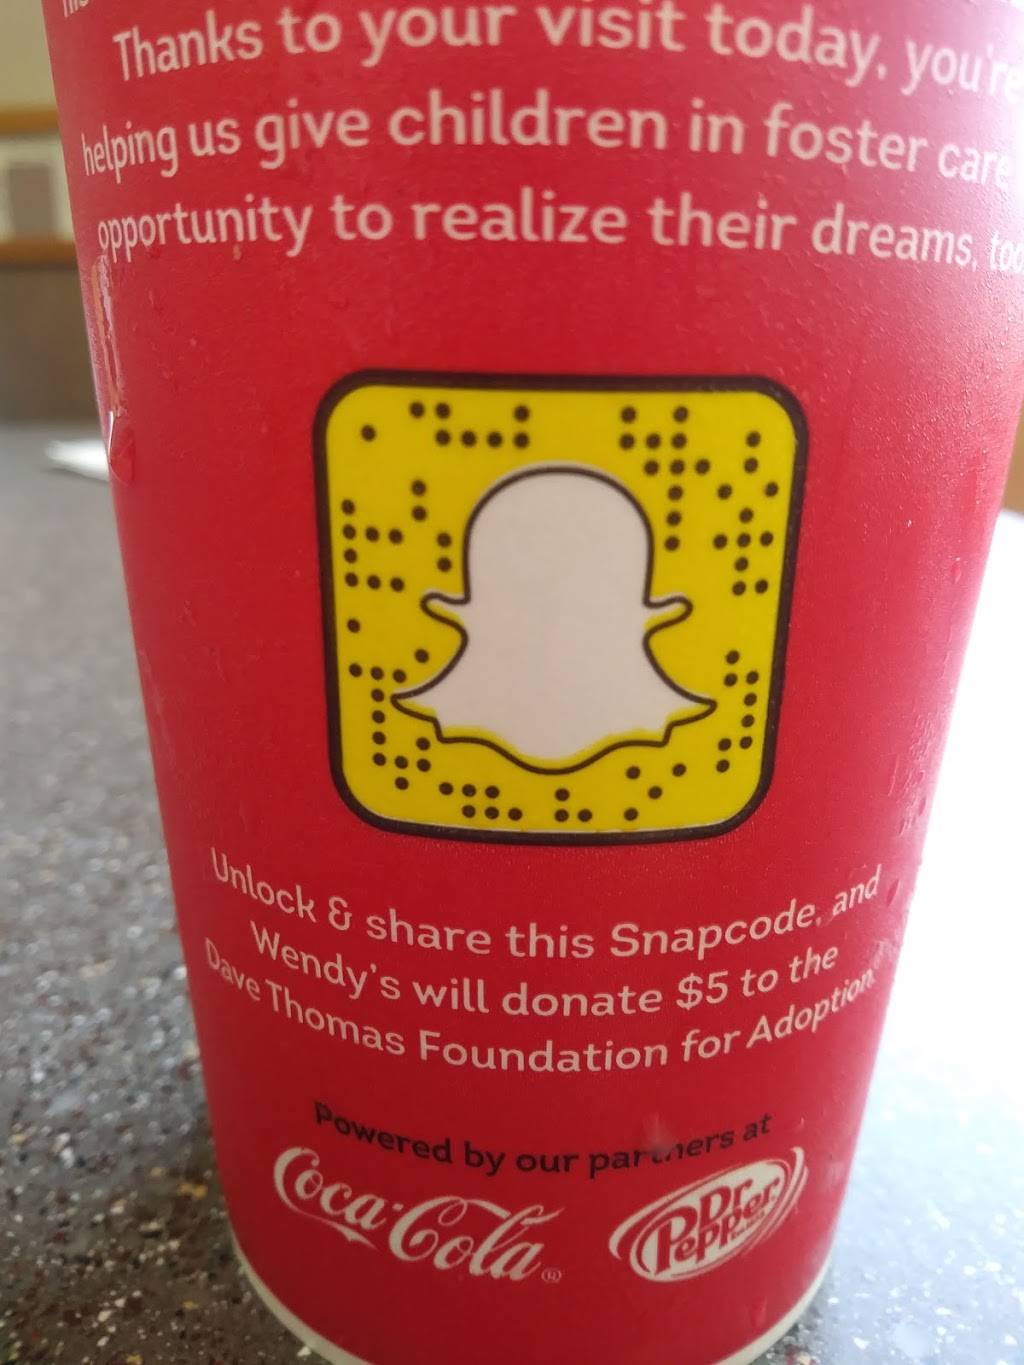 Thanks to your visit today, you're
helping us give children in foster care
opportunity to realize their dreams, too
Unlock & share this Snapcode, and
Wendy's will donate $5 to the
Dave Thomas Foundation for Adoption.
Powered by our partners at
Coca-Cola ®
Dr Pepper